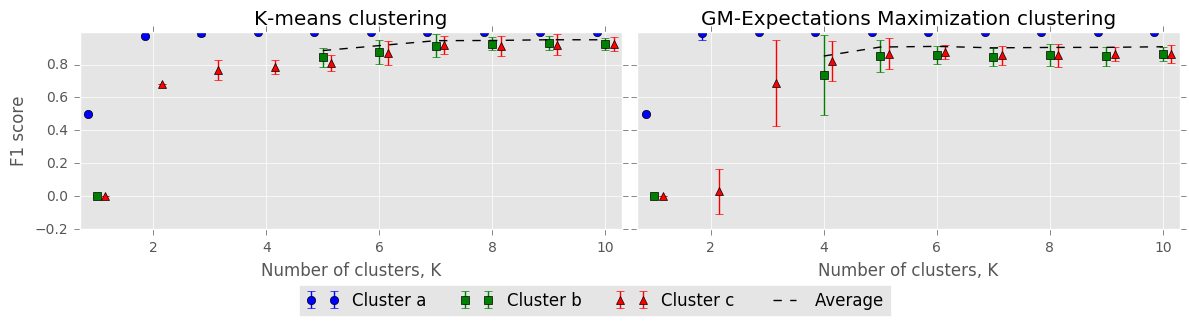 K-means clustering
GM-Expectations Maximization clustering
F1 score
0.8
0.6
0.4
0.2
0.0
−0.2
2 4 6 8 10
2 4 6 8 10
Number of clusters, K
Number of clusters, K
Cluster a Cluster b Cluster c Average